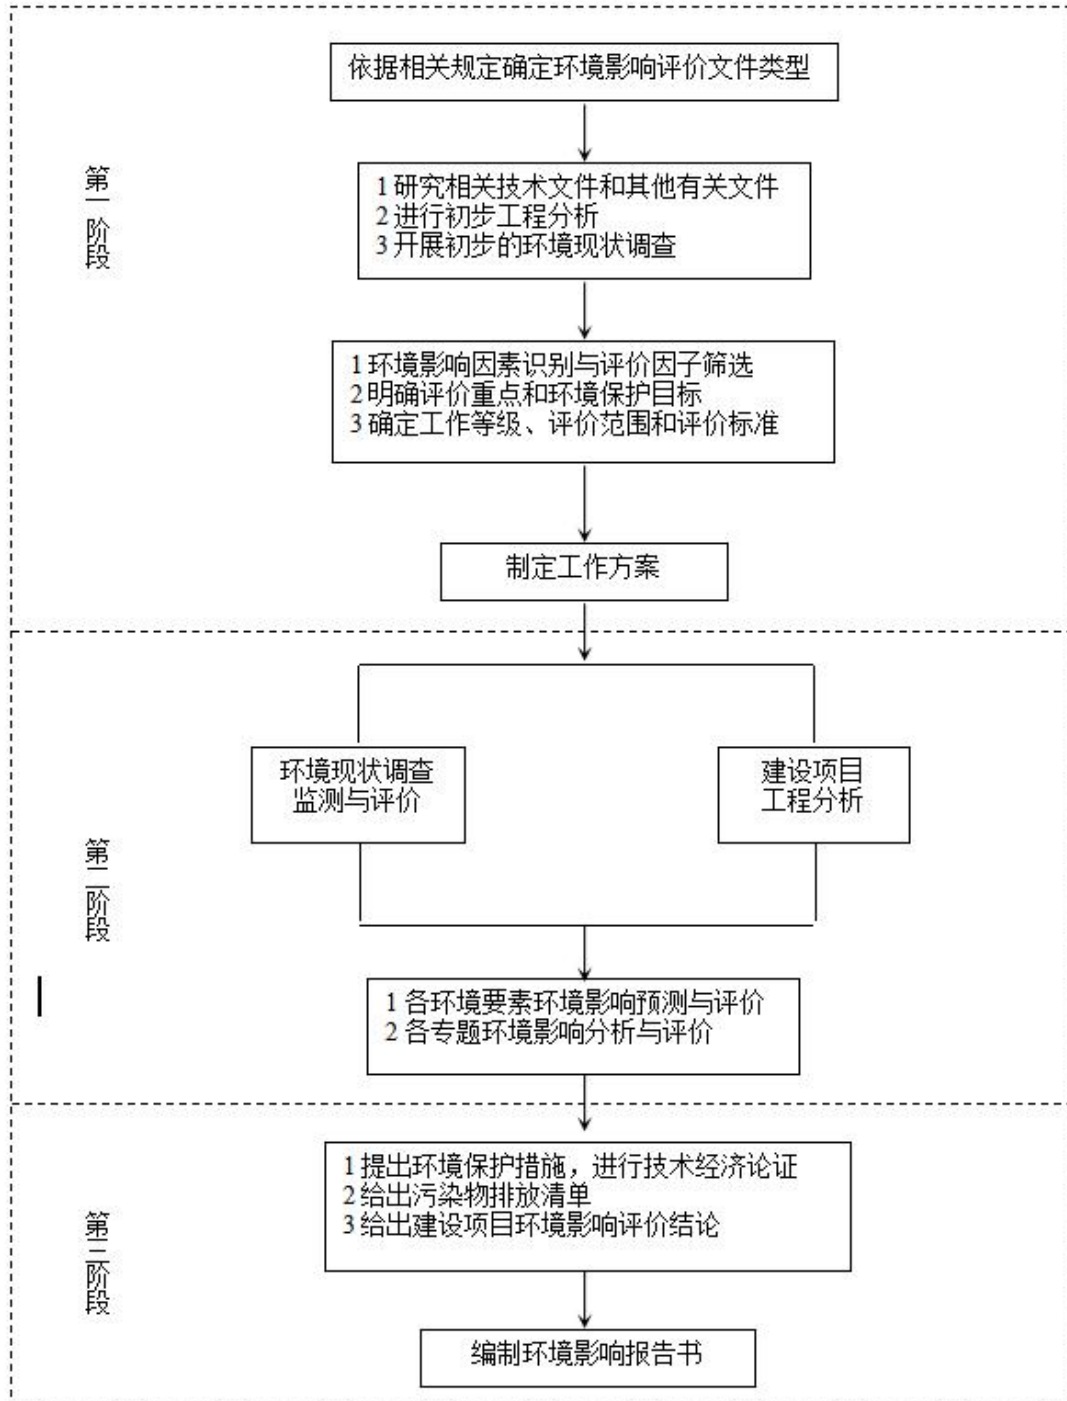 依据相关规定确定环境影响评价文件类型
第一阶段
1 研究相关技术文件和其他有关文件
2 进行初步工程分析
3 开展初步的环境现状调查
1 环境影响因素识别与评价因子筛选
2 明确评价重点和环境保护目标
3 确定工作等级、评价范围和评价标准
制定工作方案
第二阶段
环境现状调查
监测与评价
建设项目
工程分析
1 各环境要素环境影响预测与评价
2 各专题环境影响分析与评价
第三阶段
1 提出环境保护措施，进行技术经济论证
2 给出污染物排放清单
3 给出建设项目环境影响评价结论
编制环境影响报告书